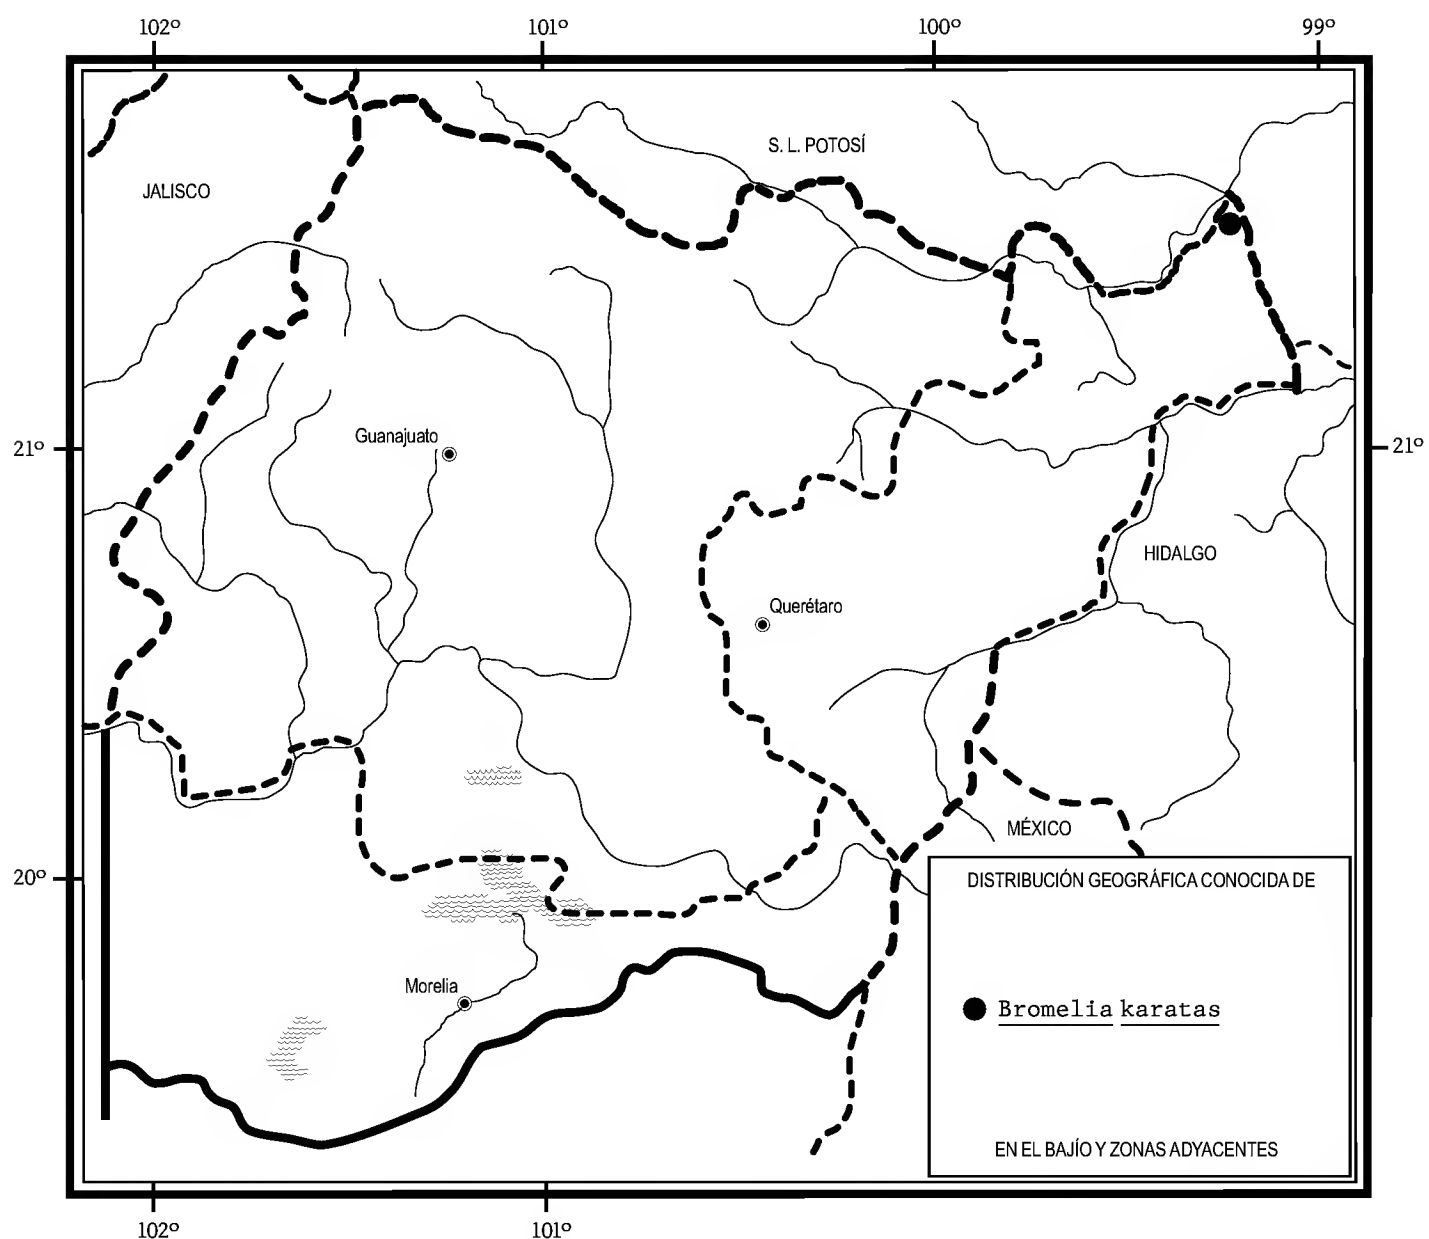 102º 101º 100º 99º
S. L. POTOSÍ
JALISCO
Guanajuato
21º 21º
HIDALGO
Querétaro
MÉXICO
20º
DISTRIBUCIÓN GEOGRÁFICA CONOCIDA DE
Morelia
Bromelia karatas
EN EL BAJÍO Y ZONAS ADYACENTES
102º 101º